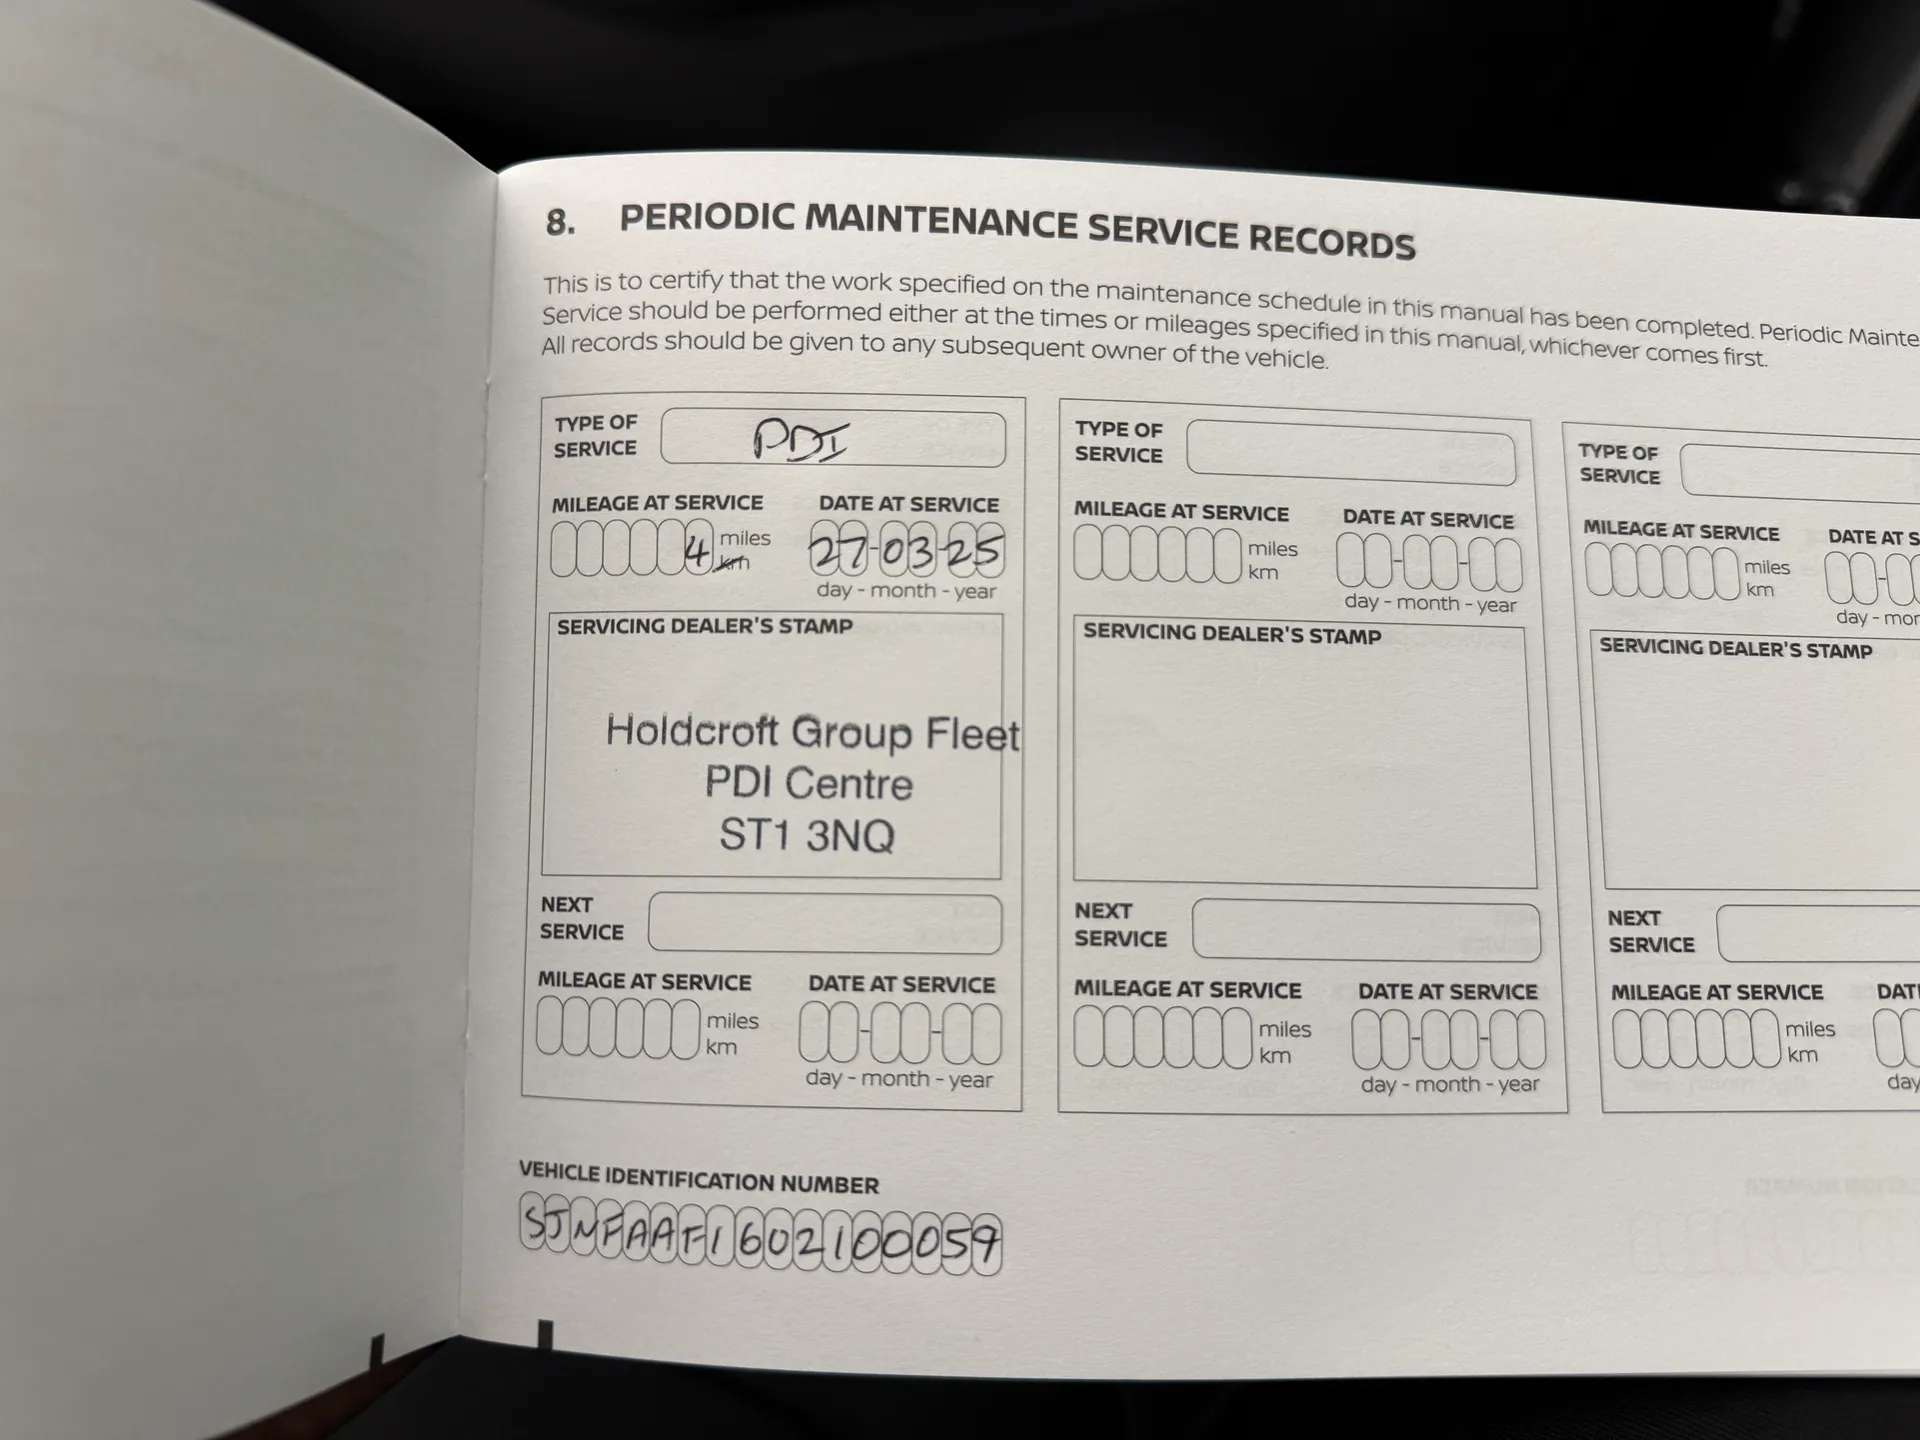 8. PERIODIC MAINTENANCE SERVICE RECORDS
This is to certify that the work specified on the maintenance schedule in this manual has been completed. Periodic Mainte
Service should be performed either at the times or mileages specified in this manual, whichever comes first.
All records should be given to any subsequent owner of the vehicle.
TYPE OF
SERVICE
PDI
MILEAGE AT SERVICE
DATE AT SERVICE
4 miles
km
27-03-25
day - month - year
SERVICING DEALER'S STAMP
Holdcroft Group Fleet
PDI Centre
ST1 3NQ
NEXT
SERVICE
MILEAGE AT SERVICE
DATE AT SERVICE
miles
km
day - month - year
TYPE OF
SERVICE
MILEAGE AT SERVICE
DATE AT SERVICE
miles
km
day - month - year
SERVICING DEALER'S STAMP
NEXT
SERVICE
MILEAGE AT SERVICE
DATE AT SERVICE
miles
km
day - month - year
TYPE OF
SERVICE
MILEAGE AT SERVICE
DATE AT S
miles
km
day - mon
SERVICING DEALER'S STAMP
NEXT
SERVICE
MILEAGE AT SERVICE
DAT
miles
km
day
VEHICLE IDENTIFICATION NUMBER
SJNFAAF1602100059